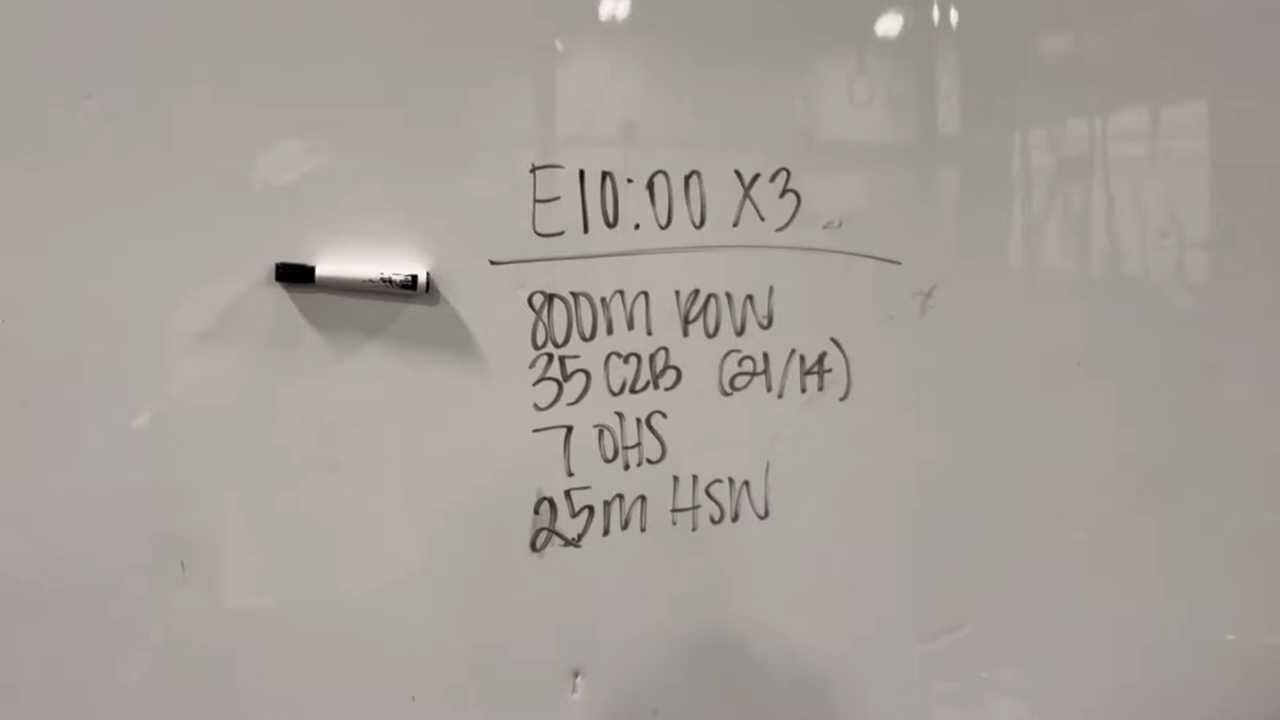 E10:00 X3
800m ROW
35 C2B (21/14)
7 OHS
25m HSW